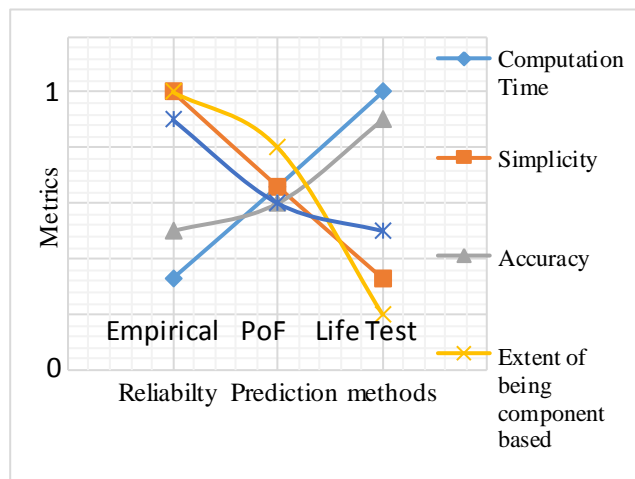 Metrics
1
0
Empirical PoF Life Test
Reliabilty Prediction methods
Computation
Time
Simplicity
Accuracy
Extent of
being
component
based